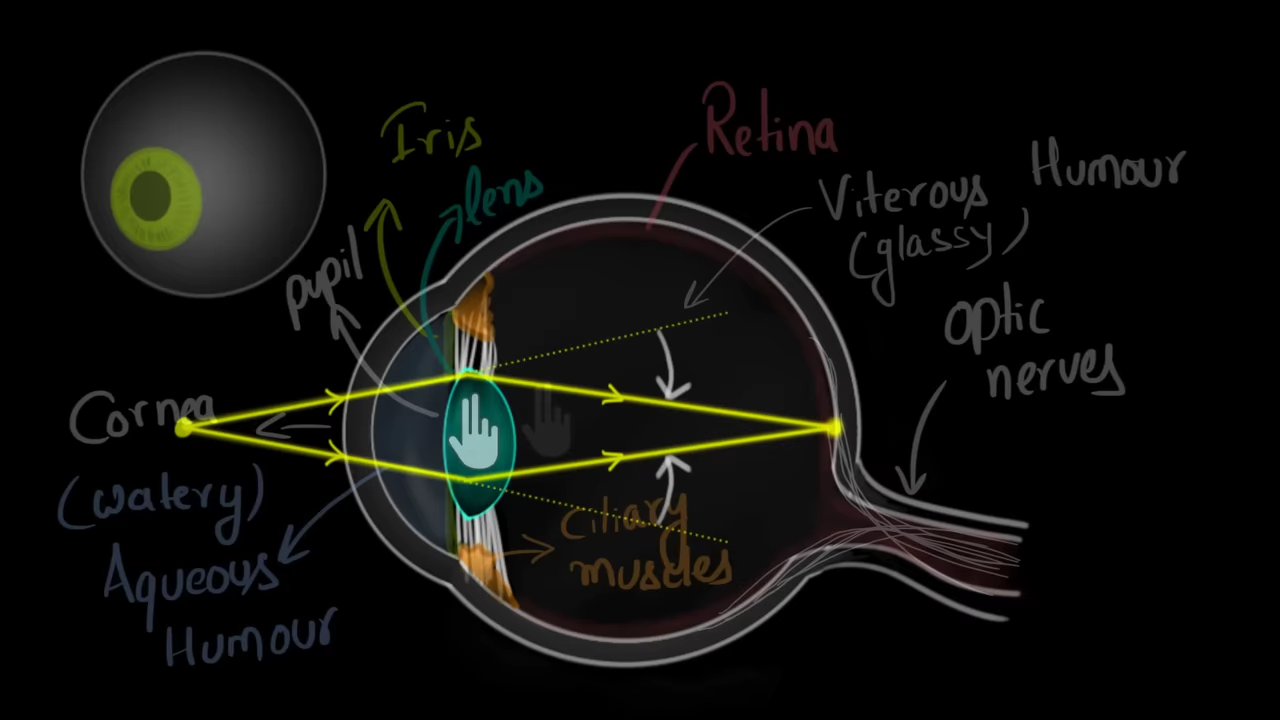 Iris
lens
pupil
Cornea
(watery)
Aqueous
Humour
Retina
Viterous Humour
(glassy)
optic
nerves
Ciliary
muscles